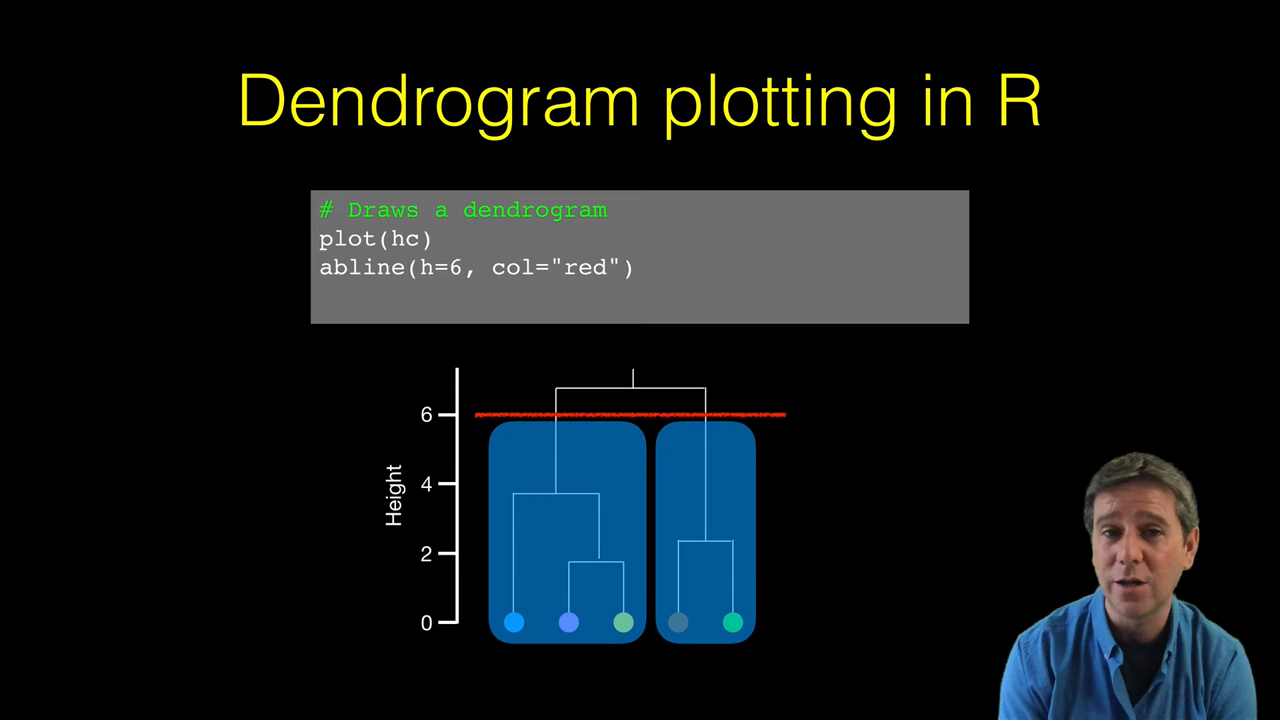 Dendrogram plotting in R
# Draws a dendrogram
plot(hc)
abline(h=6, col="red")
6
4
2
0
Height